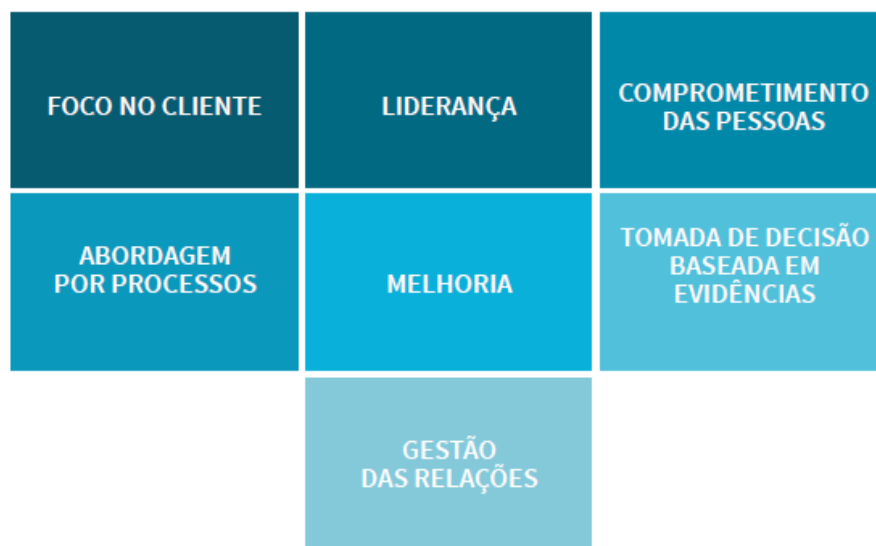 FOCO NO CLIENTE
LIDERANÇA
COMPROMETIMENTO
DAS PESSOAS
ABORDAGEM
POR PROCESSOS
MELHORIA
TOMADA DE DECISÃO
BASEADA EM
EVIDÊNCIAS
GESTÃO
DAS RELAÇÕES